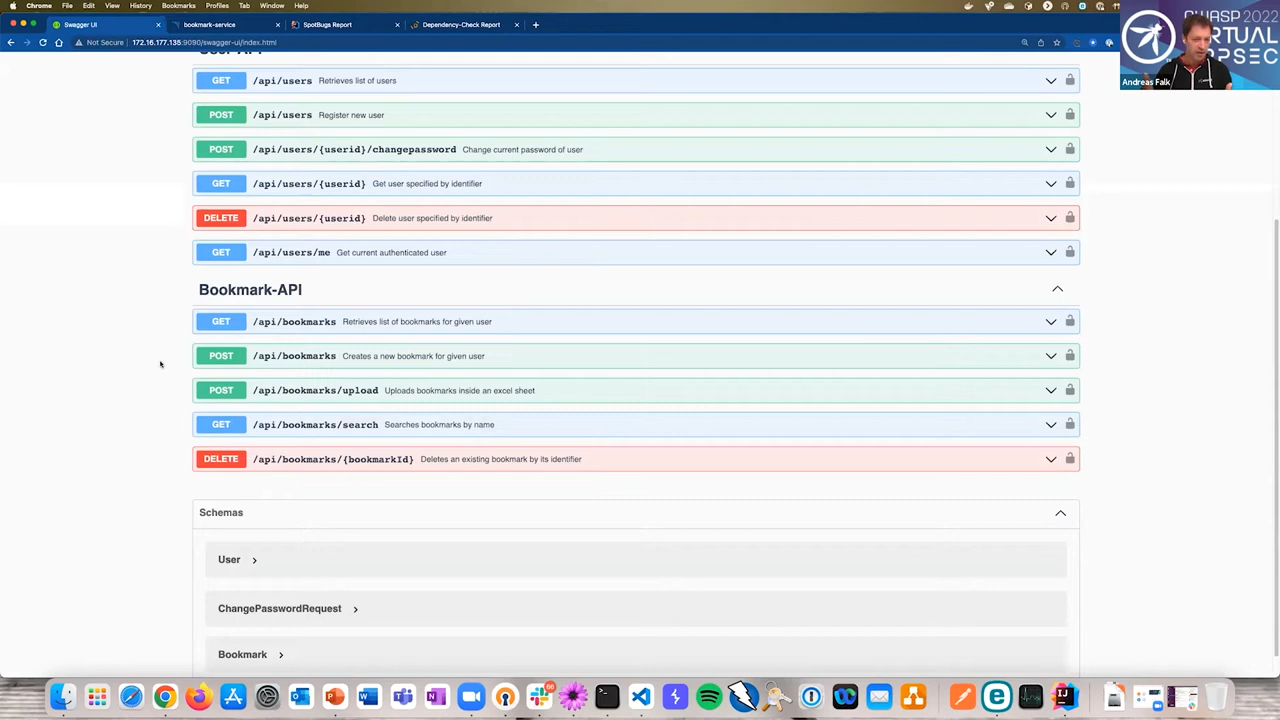 Chrome File Edit View History Bookmarks Profiles Tab Window Help
Swagger UI
bookmark-service
SpotBugs Report
Dependency-Check Report
Not Secure 172.16.177.135:9090/swagger-ui/index.html
2022
Andreas Falk
GET /api/users Retrieves list of users
POST /api/users Register new user
POST /api/users/{userid}/changepassword Change current password of user
GET /api/users/{userid} Get user specified by identifier
DELETE /api/users/{userid} Delete user specified by identifier
GET /api/users/me Get current authenticated user
Bookmark-API
GET /api/bookmarks Retrieves list of bookmarks for given user
POST /api/bookmarks Creates a new bookmark for given user
POST /api/bookmarks/upload Uploads bookmarks inside an excel sheet
GET /api/bookmarks/search Searches bookmarks by name
DELETE /api/bookmarks/{bookmarkId} Deletes an existing bookmark by its identifier
Schemas
User
ChangePasswordRequest
Bookmark